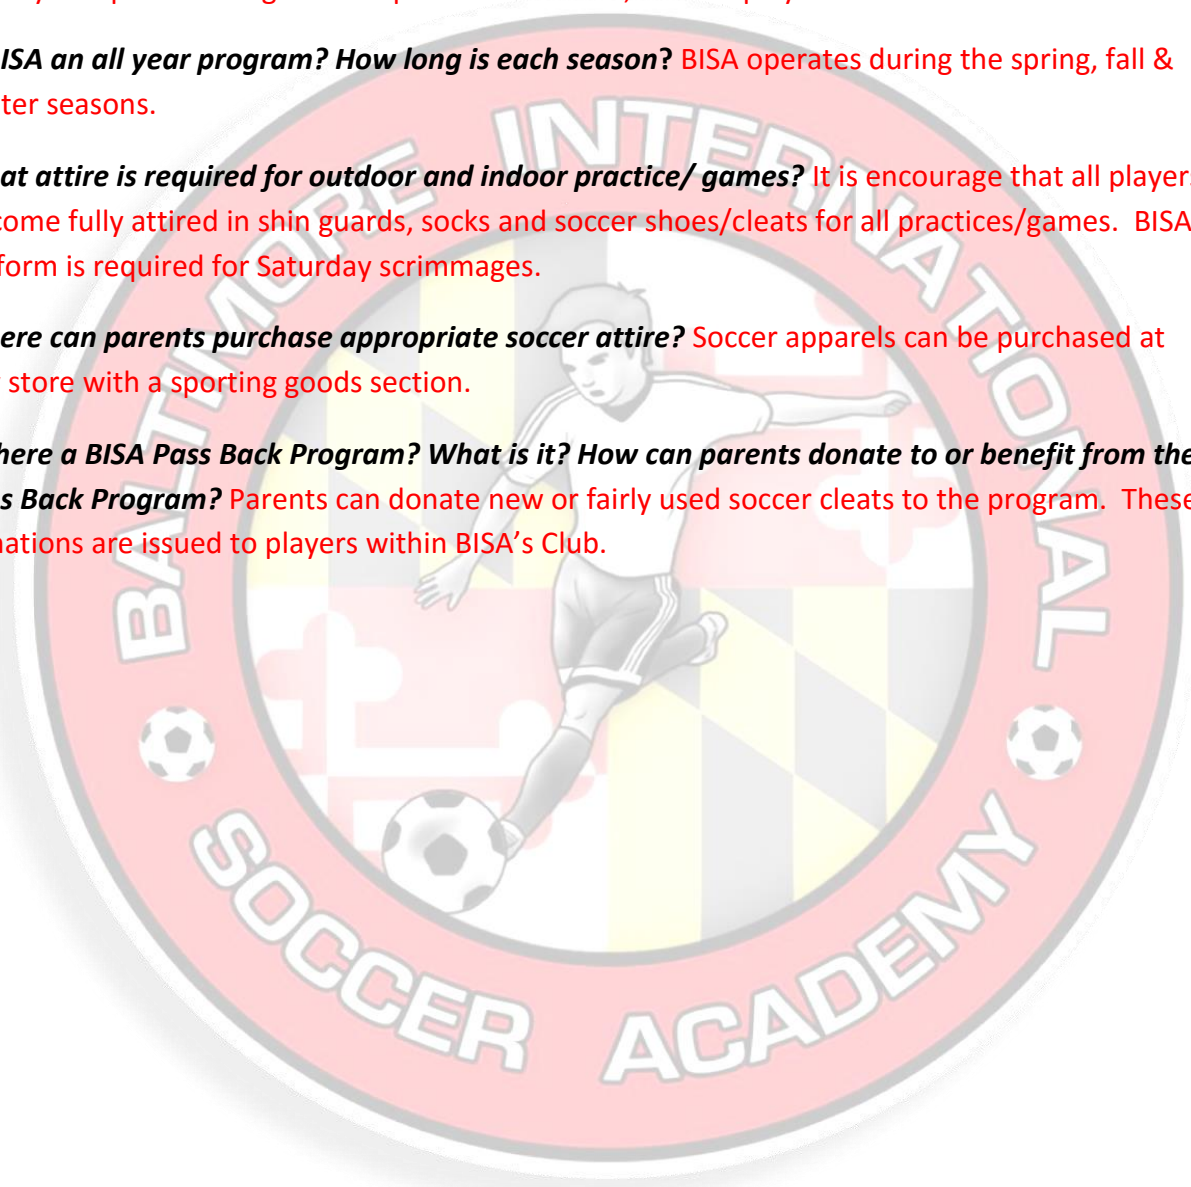 ISA an all year program? How long is each season? BISA operates during the spring, fall &
ter seasons.
at attire is required for outdoor and indoor practice/ games? It is encourage that all player
come fully attired in shin guards, socks and soccer shoes/cleats for all practices/games. BISA
form is required for Saturday scrimmages.
ere can parents purchase appropriate soccer attire? Soccer apparels can be purchased at
store with a sporting goods section.
here a BISA Pass Back Program? What is it? How can parents donate to or benefit from the
s Back Program? Parents can donate new or fairly used soccer cleats to the program. These
nations are issued to players within BISA's Club.
BALTIMORE INTERNATIONAL
SOCCER ACADEMY